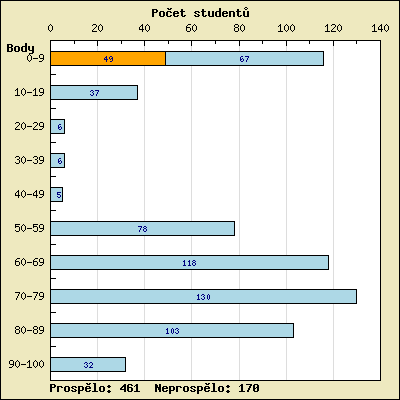 Počet studentů
0 20 40 60 80 100 120 140
Body
0-9 49 67
10-19 37
20-29 6
30-39 6
40-49 5
50-59 78
60-69 118
70-79 130
80-89 103
90-100 32
Prospělo: 461 Neprospělo: 170